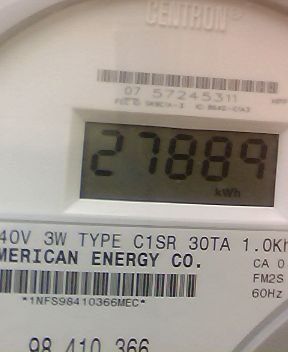 CENTRON®
07 57245311
27889
kWh
40V 3W TYPE C1SR 30TA 1.0Kh
MERICAN ENERGY CO.
CA 0
FM2S
60Hz
*1NFS98410366MEC*
98 410 366